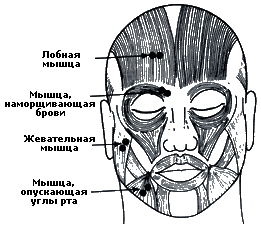 Лобная
мышца
Мышца,
наморщивающая
брови
Жевательная
мышца
Мышца,
опускающая
углы рта